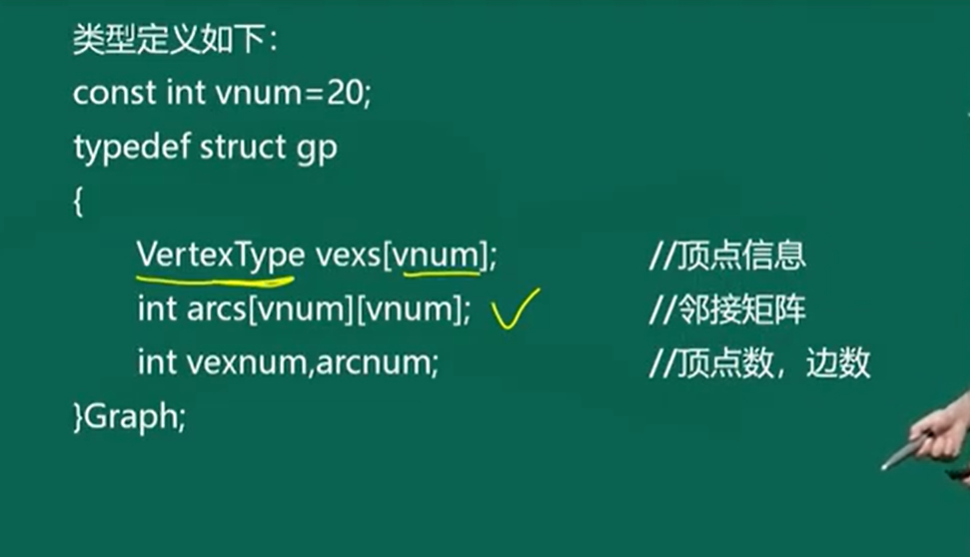 类型定义如下：
const int vnum=20;
typedef struct gp
{
VertexType vexs[vnum]; //顶点信息
int arcs[vnum][vnum]; //邻接矩阵
int vexnum,arcnum; //顶点数，边数
}Graph;